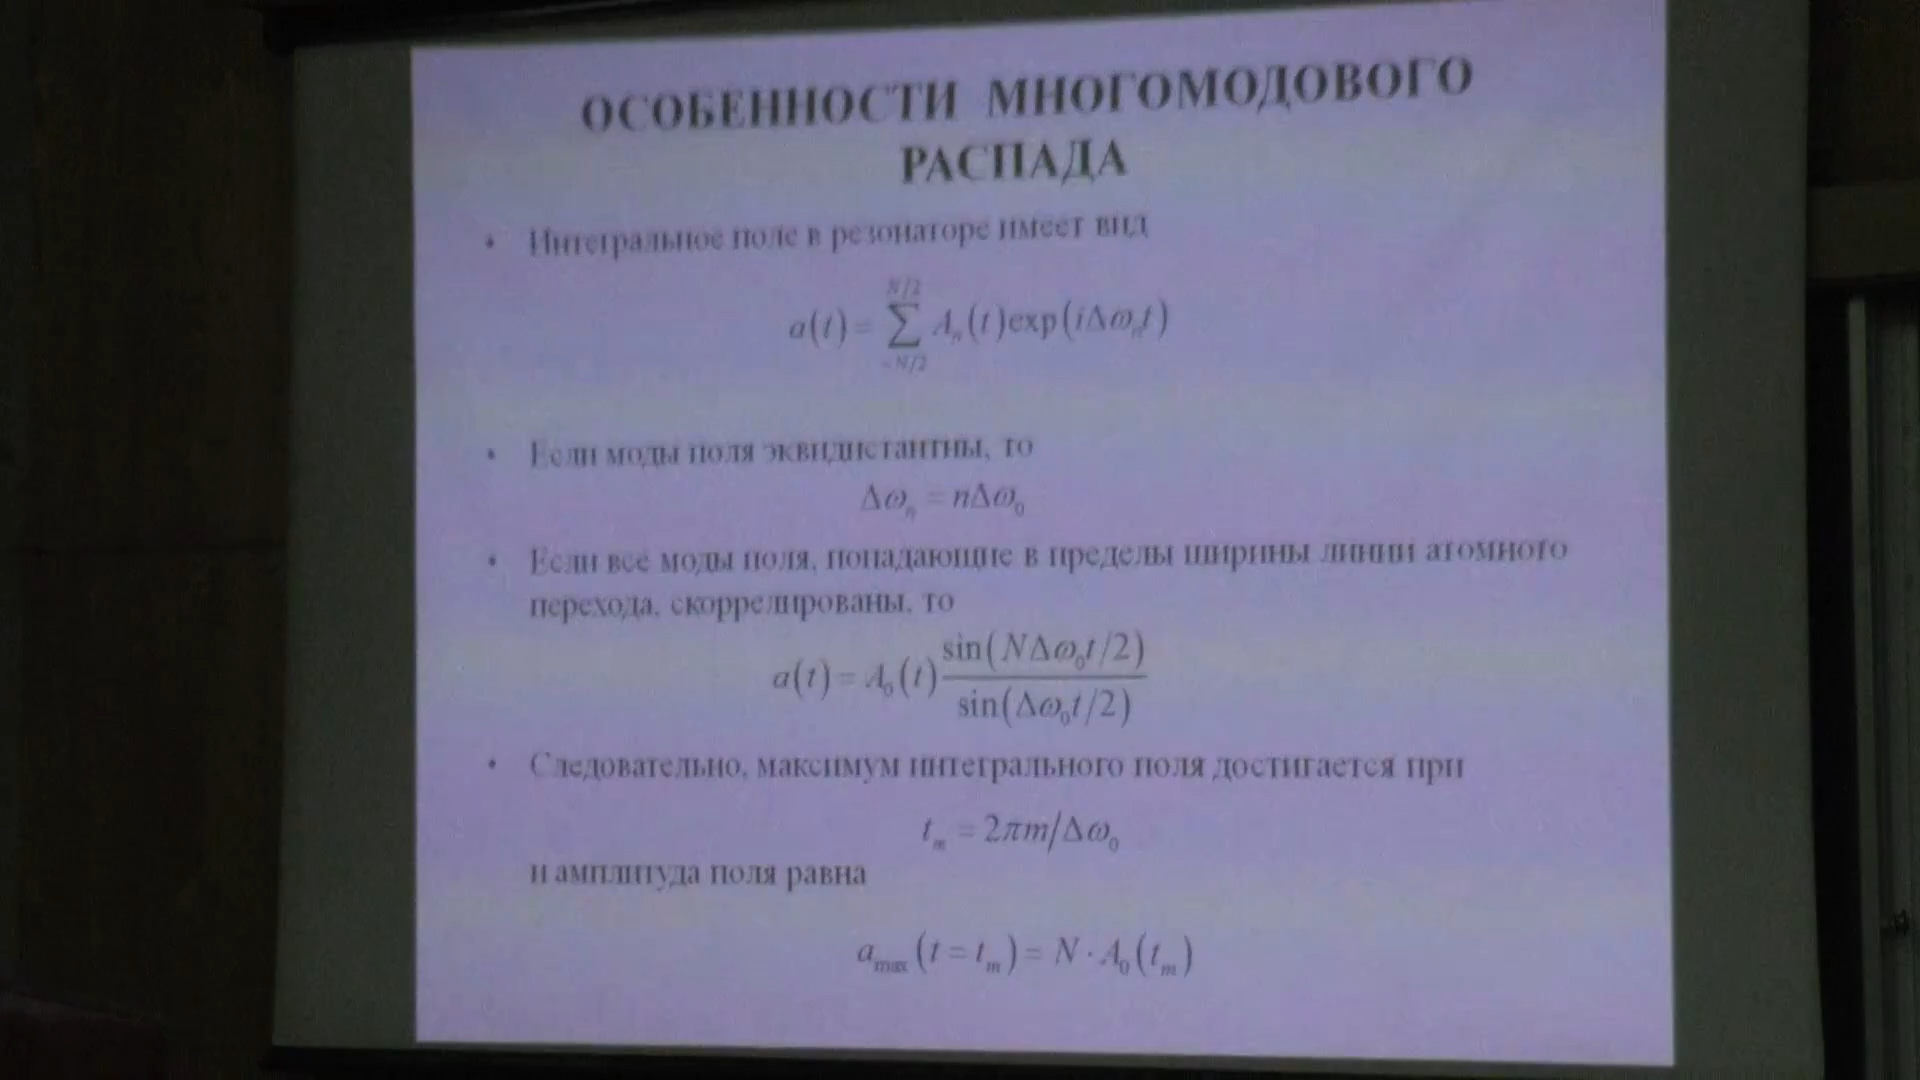 ОСОБЕННОСТИ МНОГОМОДОВОГО
РАСПАДА
• Интегральное поле в резонаторе имеет вид
a(t) = ∑_{-N/2}^{N/2} A_n(t)exp(iΔω_n t)
• Если моды поля эквидистантны, то
Δω_n = nΔω_0
• Если все моды поля, попадающие в пределы ширины линии атомного
перехода, скоррелированы, то
a(t) = A_0(t) sin(NΔω_0t/2) / sin(Δω_0t/2)
• Следовательно, максимум интегрального поля достигается при
t_m = 2πm/Δω_0
и амплитуда поля равна
a_max(t = t_m) = N · A_0(t_m)